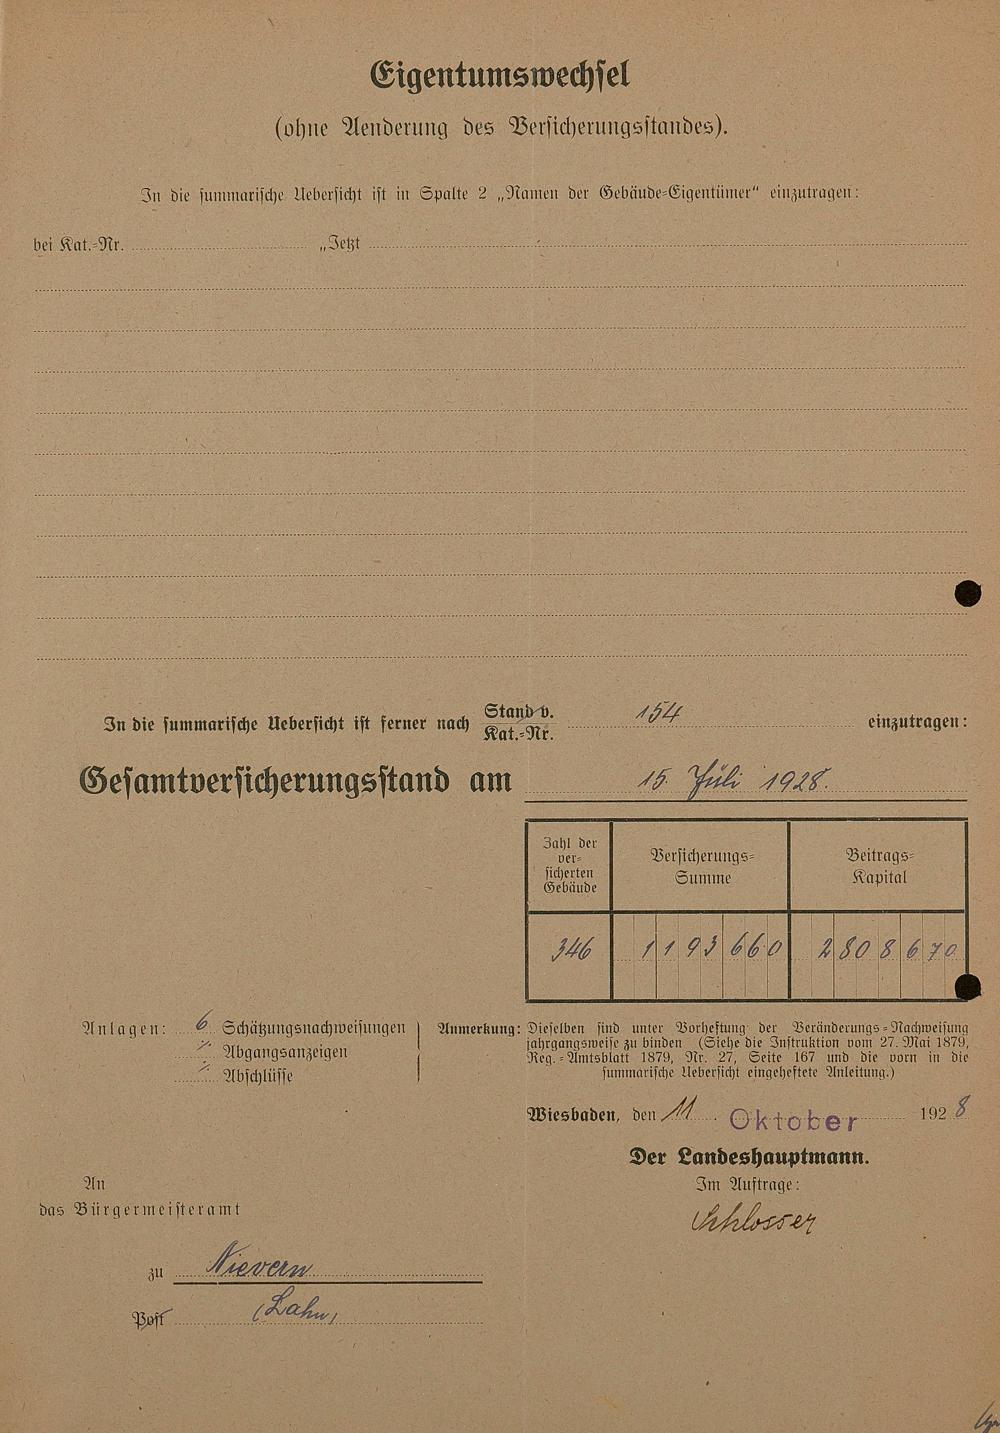 Eigentumswechsel
(ohne Aenderung des Versicherungsstandes).
In die summarische Uebersicht ist in Spalte 2 „Namen der Gebäude-Eigentümer“ einzutragen:
bei Kat.-Nr. „Jetzt
In die summarische Uebersicht ist ferner nach Stand v. 154 einzutragen:
Kat.-Nr.
Gesamtversicherungsstand am 15. Juli 1928.
Zahl der versicherten Gebäude
Versicherungs-Summe
Beitrags-Kapital
346 1193660 2808670
Anlagen: 6 Schätzungsnachweisungen
Abgangsanzeigen
Abschlüsse
Anmerkung: Dieselben sind unter Vorheftung der Veränderungs-Nachweisung
jahrgangsweise zu binden (Siehe die Instruktion vom 27. Mai 1879,
Reg.-Amtsblatt 1879, Nr. 27, Seite 167 und die vorn in die
summarische Uebersicht eingeheftete Anleitung.)
Wiesbaden, den 11. Oktober 1928
Der Landeshauptmann.
Im Auftrage:
Schlosser
An
das Bürgermeisteramt
zu Nievern
Post (Lahn)